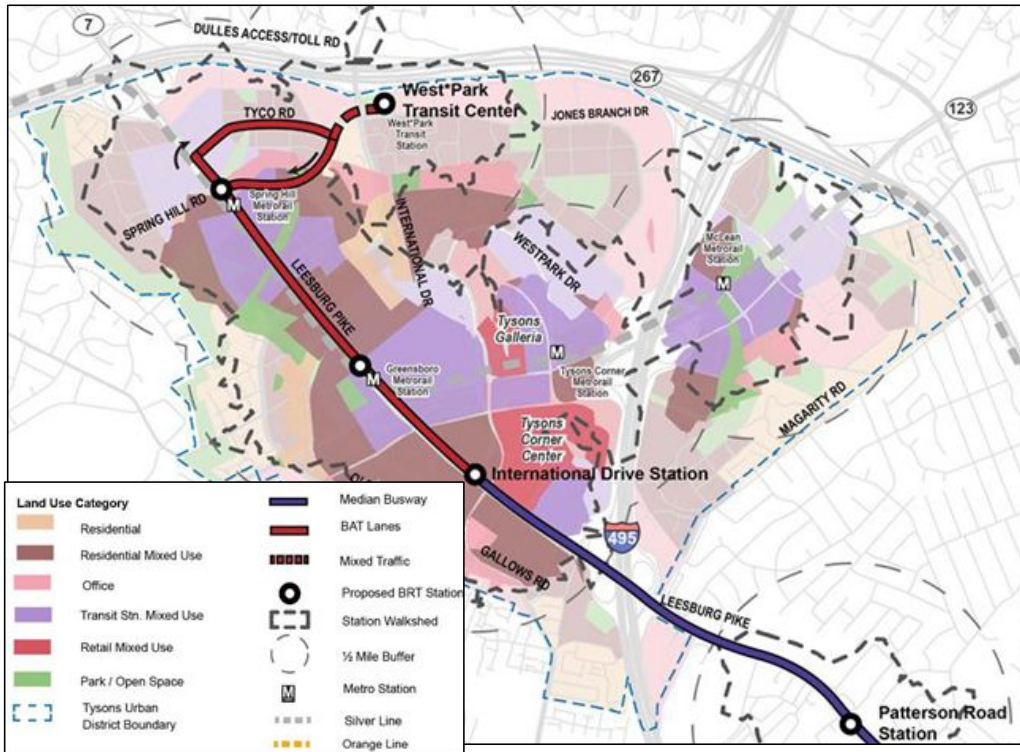 7
DULLES ACCESS/TOLL RD
267
123
West*Park
Transit Center
West*Park
Transit
Station
TYCO RD
JONES BRANCH DR
SPRING HILL RD
Spring Hill
Metrorail
Station
M
INTERNATIONAL DR
WESTPARK DR
McLean
Metrorail
Station
M
LEESBURG PIKE
Tysons
Galleria
M
Tysons Corner
Metrorail
Station
Greensboro
Metrorail
Station
M
MAGARITY RD
Tysons
Corner
Center
International Drive Station
495
GALLOWS RD
LEESBURG PIKE
Patterson Road
Station
Land Use Category
Residential
Residential Mixed Use
Office
Transit Stn. Mixed Use
Retail Mixed Use
Park / Open Space
Tysons Urban
District Boundary
Median Busway
BAT Lanes
Mixed Traffic
Proposed BRT Station
Station Walkshed
½ Mile Buffer
M
Metro Station
Silver Line
Orange Line